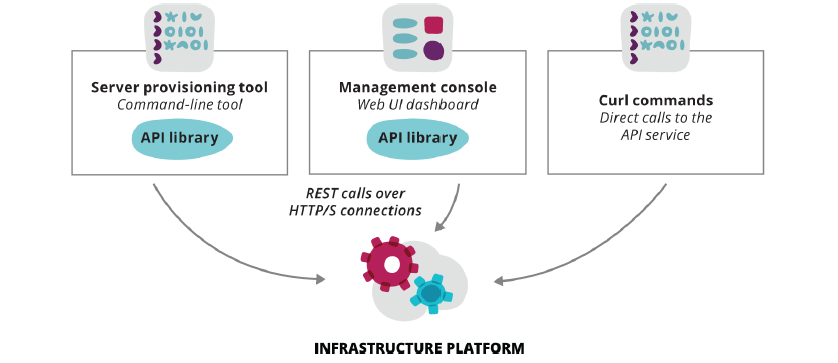 Server provisioning tool
Command-line tool
API library
Management console
Web UI dashboard
API library
Curl commands
Direct calls to the
API service
REST calls over
HTTP/S connections
INFRASTRUCTURE PLATFORM